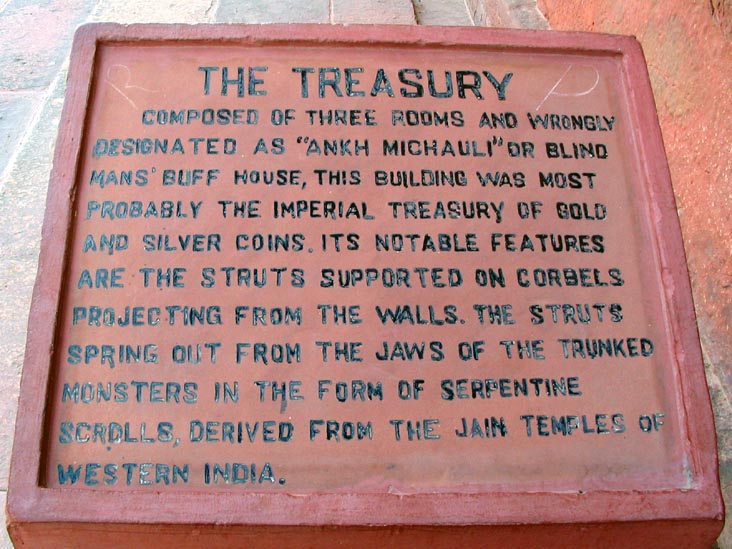 THE TREASURY
COMPOSED OF THREE ROOMS AND WRONGLY
DESIGNATED AS "ANKH MICHAULI" OR BLIND
MANS' BUFF HOUSE, THIS BUILDING WAS MOST
PROBABLY THE IMPERIAL TREASURY OF GOLD
AND SILVER COINS. ITS NOTABLE FEATURES
ARE THE STRUTS SUPPORTED ON CORBELS
PROJECTING FROM THE WALLS. THE STRUTS
SPRING OUT FROM THE JAWS OF THE TRUNKED
MONSTERS IN THE FORM OF SERPENTINE
SCROLLS, DERIVED FROM THE JAIN TEMPLES OF
WESTERN INDIA.